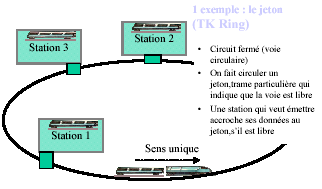 1 exemple : le jeton
(TK Ring)
Station 2
Station 3
• Circuit fermé (voie
circulaire)
• On fait circuler un
jeton,trame particulière qui
indique que la voie est libre
• Une station qui veut émettre
accroche ses données au
jeton,s'il est libre
Station 1
Sens unique